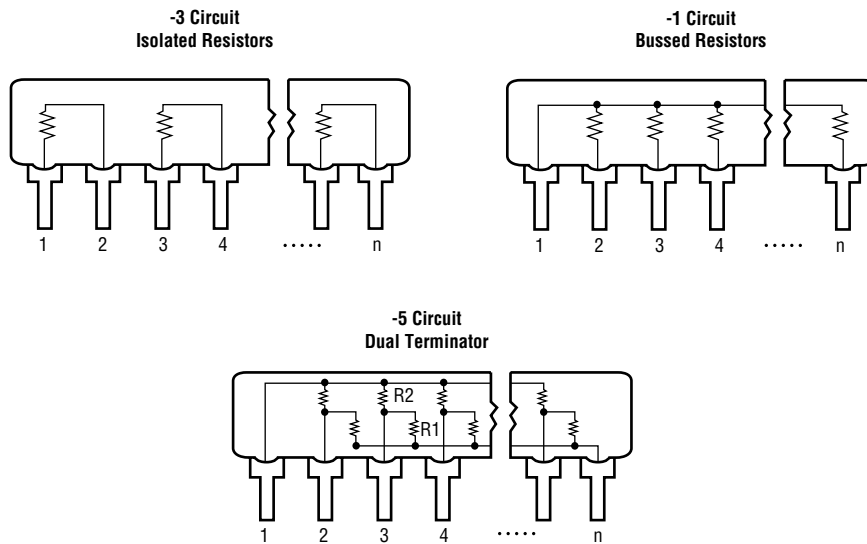 -3 Circuit
Isolated Resistors
1 2 3 4 ..... n
-1 Circuit
Bussed Resistors
1 2 3 4 ..... n
-5 Circuit
Dual Terminator
R2
R1
1 2 3 4 ..... n